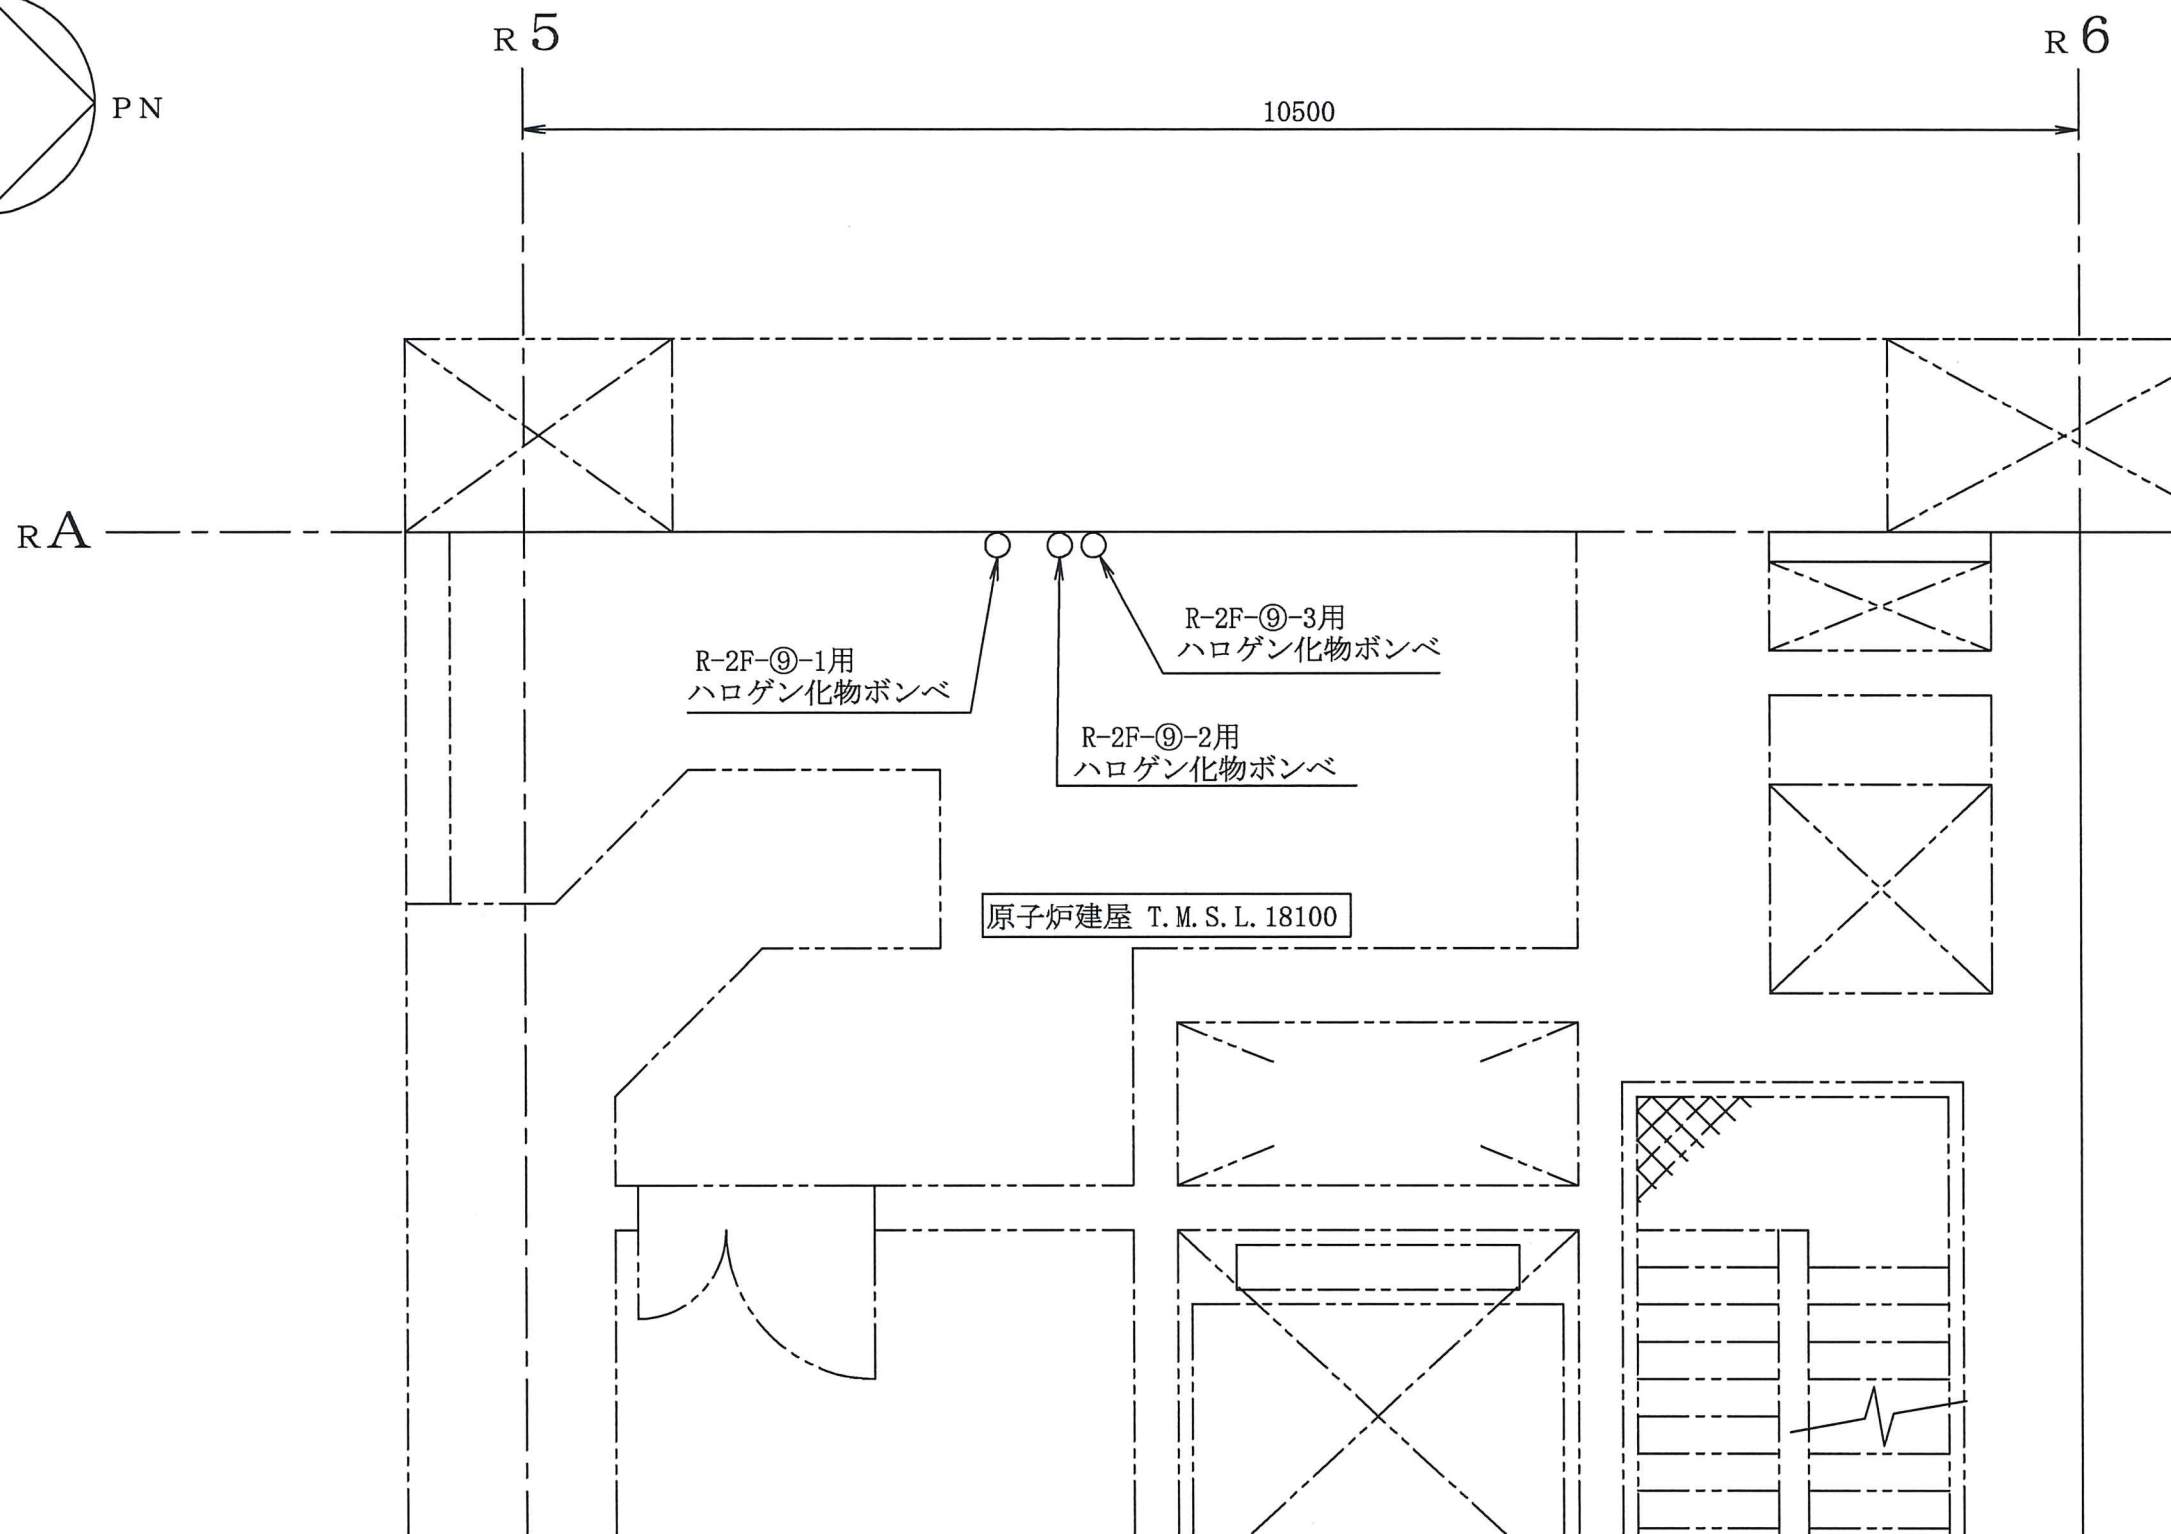 R5
R6
PN
10500
RA
R-2F-⑨-3用
ハロゲン化物ボンベ
R-2F-⑨-1用
ハロゲン化物ボンベ
R-2F-⑨-2用
ハロゲン化物ボンベ
原子炉建屋 T.M.S.L.18100